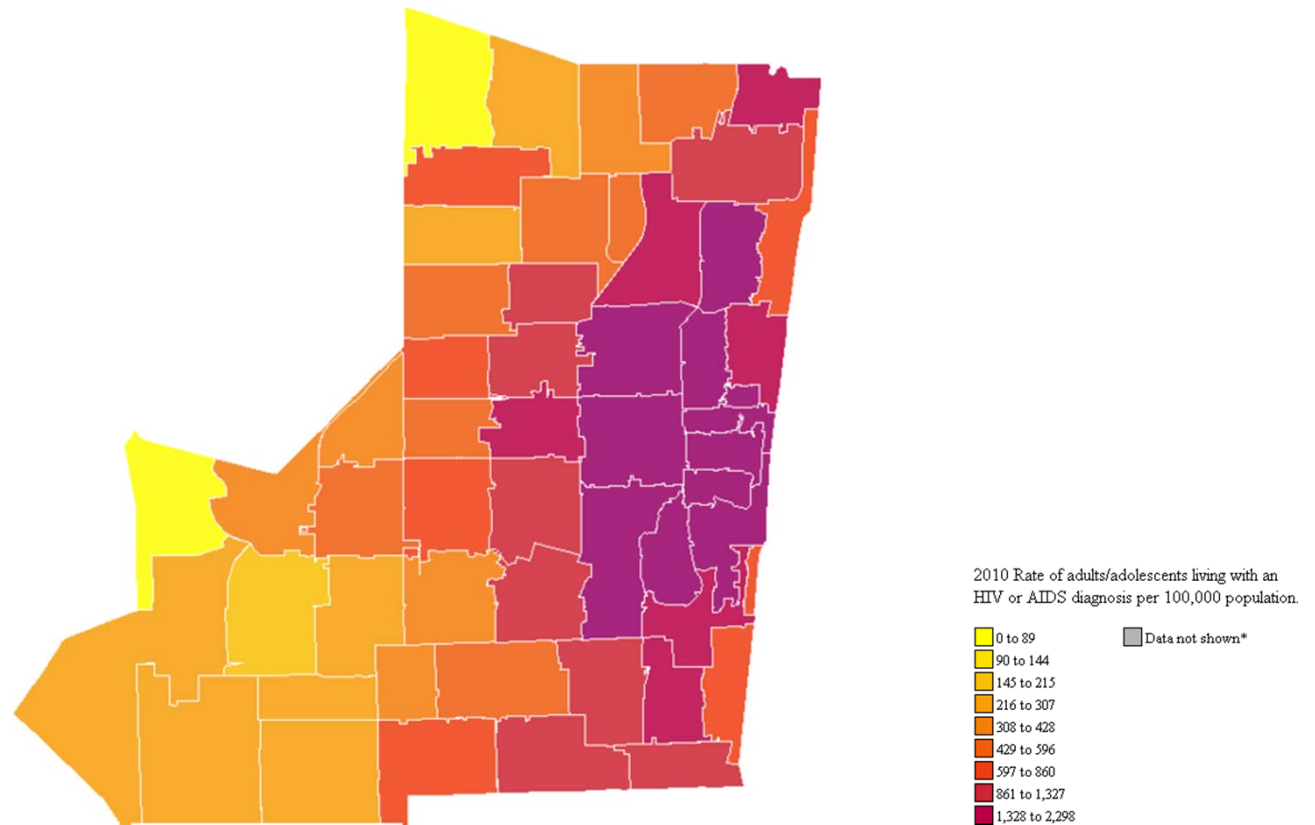 2010 Rate of adults/adolescents living with an
HIV or AIDS diagnosis per 100,000 population.
0 to 89
Data not shown*
90 to 144
145 to 215
216 to 307
308 to 428
429 to 596
597 to 860
861 to 1,327
1,328 to 2,298